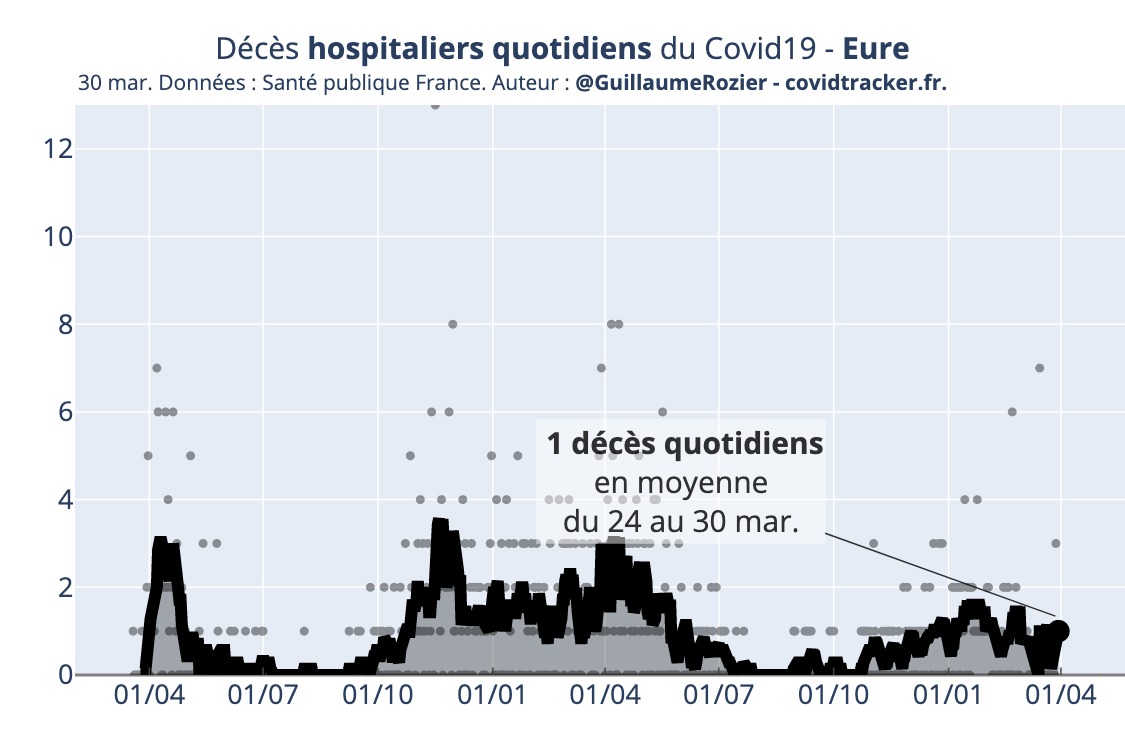 Décès hospitaliers quotidiens du Covid19 - Eure
30 mar. Données : Santé publique France. Auteur : @GuillaumeRozier - covidtracker.fr.
12
10
8
6
4
2
0
1 décès quotidiens
en moyenne
du 24 au 30 mar.
01/04 01/07 01/10 01/01 01/04 01/07 01/10 01/01 01/04